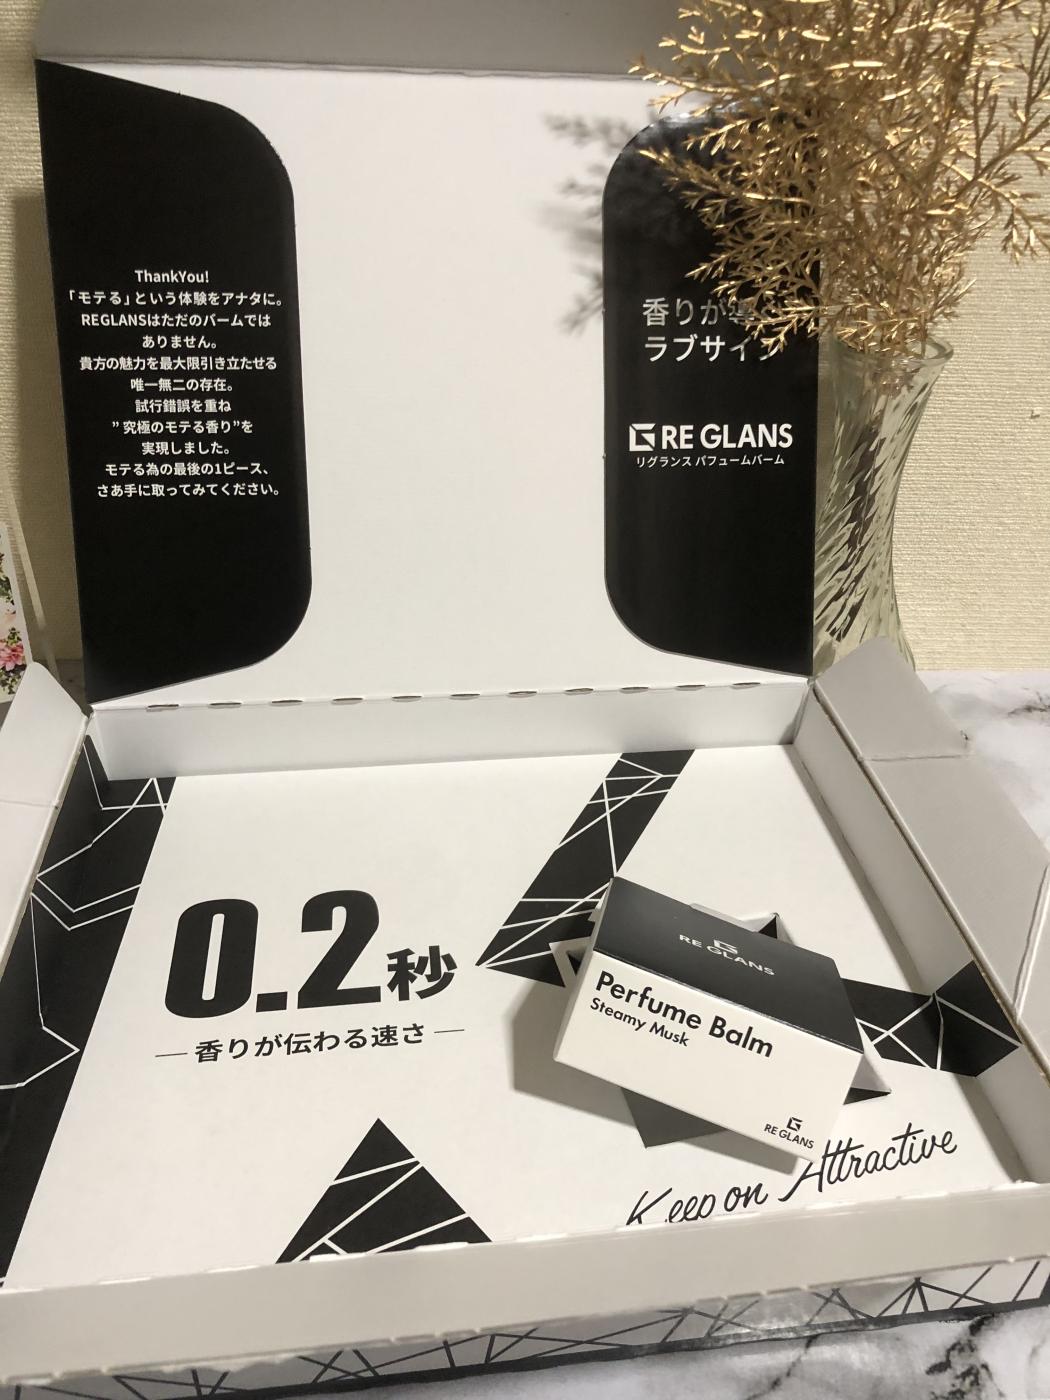 ThankYou!
「モテる」という体験をアナタに。
REGLANSはただのバームでは
ありません。
貴方の魅力を最大限引き立たせる
唯一無二の存在。
試行錯誤を重ね
”究極のモテる香り”を
実現しました。
モテる為の最後の1ピース、
さあ手に取ってみてください。
香りが導く
ラブサイン
RE GLANS
リグランス パフュームバーム
0.2秒
香りが伝わる速さ
RE GLANS
Perfume Balm
Steamy Musk
RE GLANS
Keep on Attractive